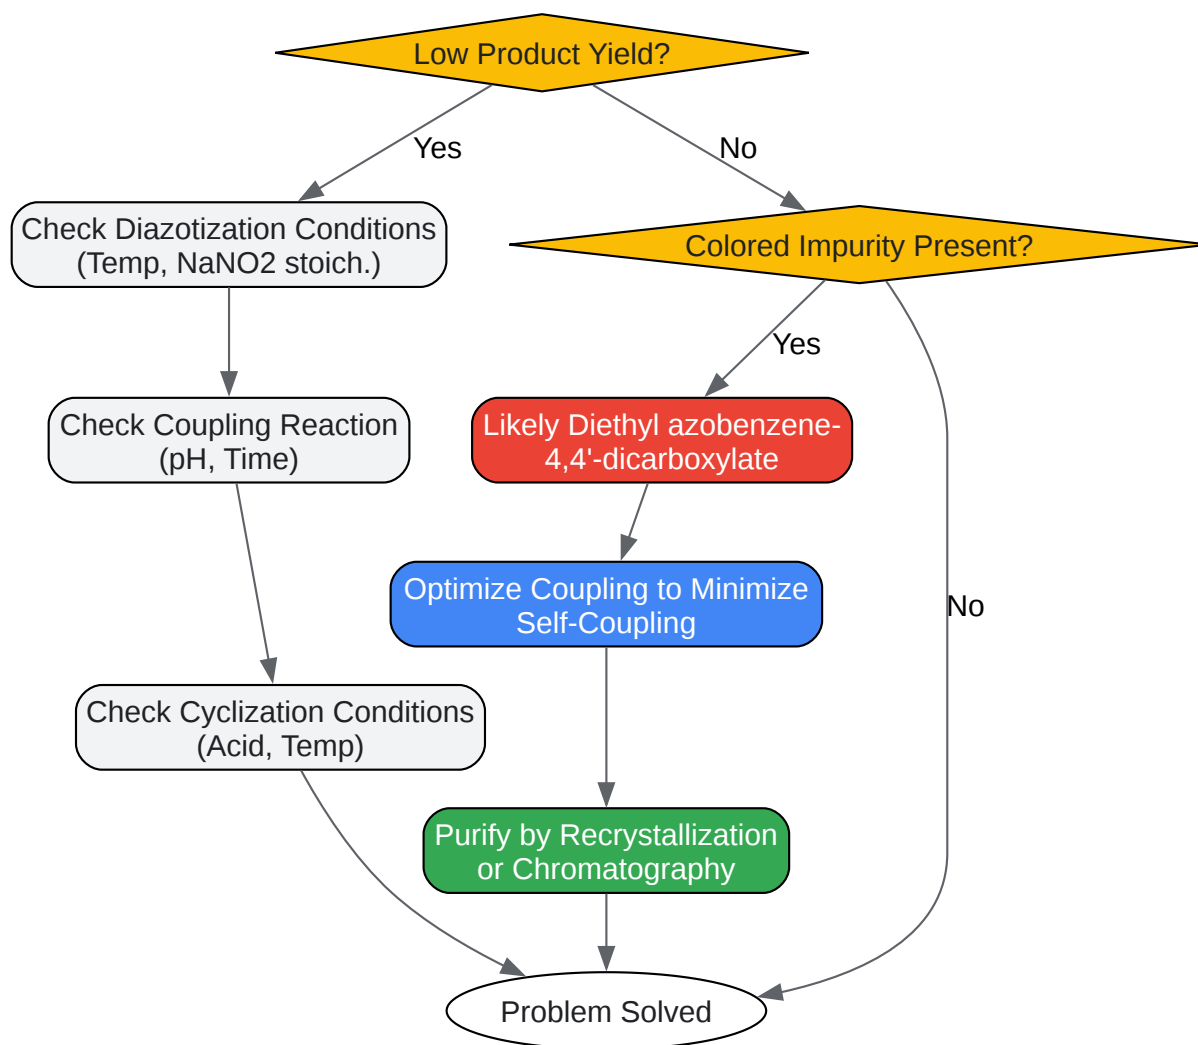 Low Product Yield?
Yes
No
Check Diazotization Conditions
(Temp, NaNO2 stoich.)
Colored Impurity Present?
Yes
Check Coupling Reaction
(pH, Time)
Likely Diethyl azobenzene-
4,4'-dicarboxylate
Optimize Coupling to Minimize
Self-Coupling
No
Check Cyclization Conditions
(Acid, Temp)
Purify by Recrystallization
or Chromatography
Problem Solved